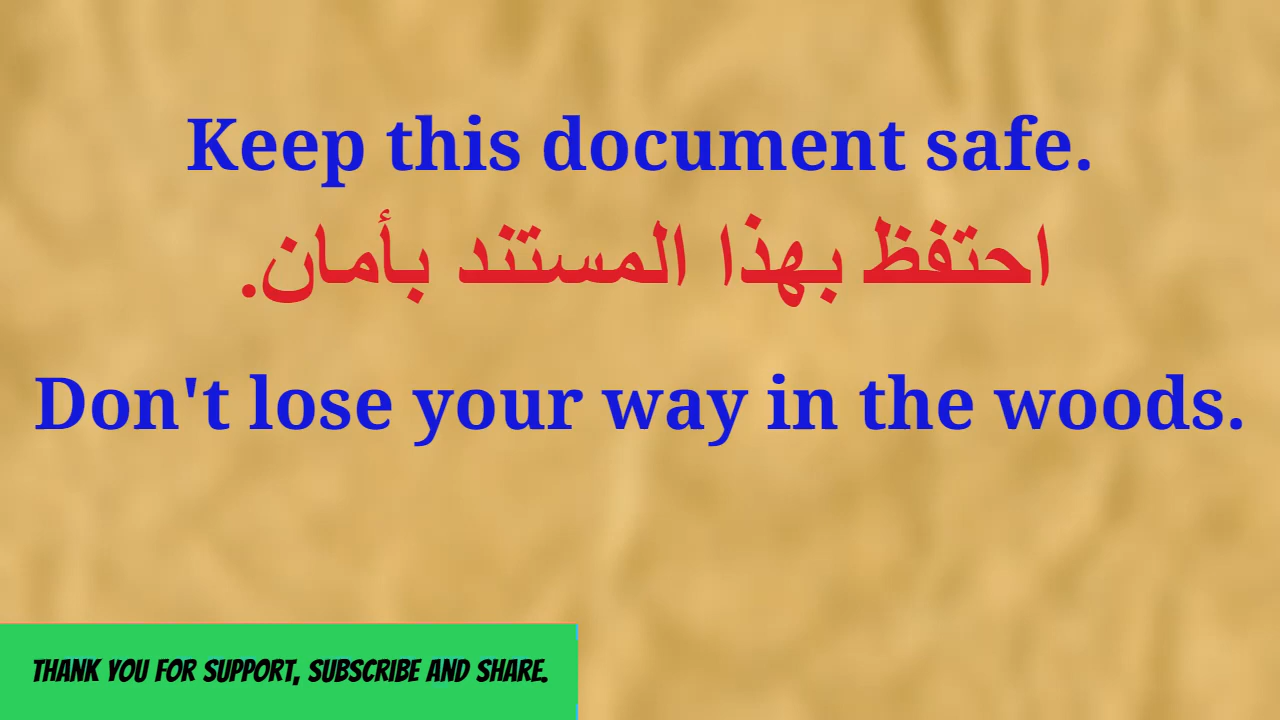 Keep this document safe.
احتفظ بهذا المستند بأمان.
Don't lose your way in the woods.
THANK YOU FOR SUPPORT, SUBSCRIBE AND SHARE.